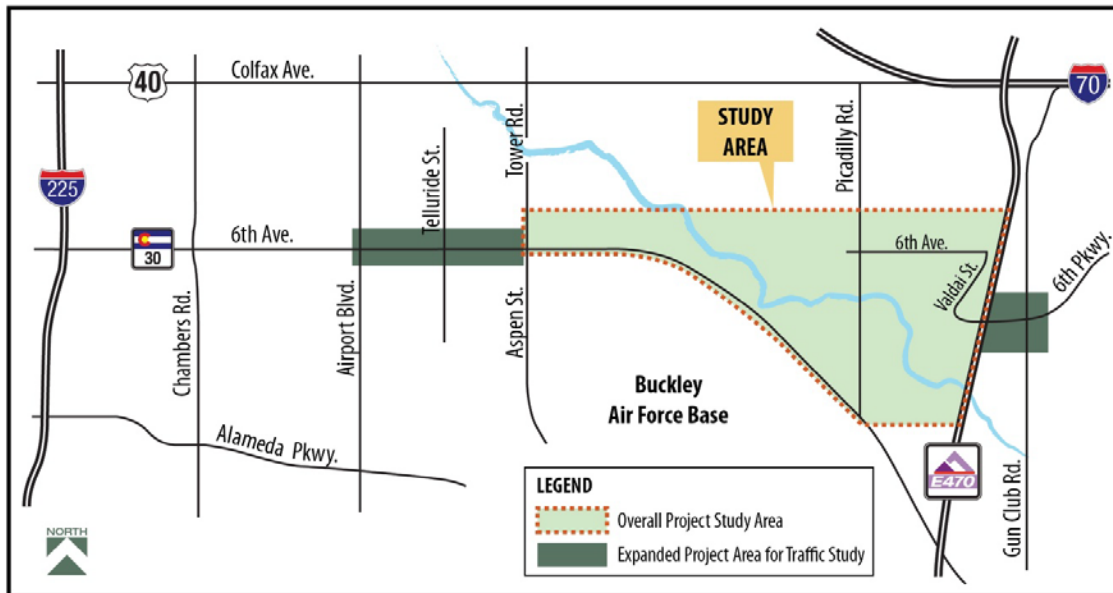 Colfax Ave.
40
70
225
STUDY
AREA
Tower Rd.
Picadilly Rd.
Telluride St.
6th Ave.
30
6th Ave.
Valdai St.
6th Pkwy.
Chambers Rd.
Airport Blvd.
Aspen St.
Buckley
Air Force Base
Alameda Pkwy.
E470
Gun Club Rd.
LEGEND
Overall Project Study Area
Expanded Project Area for Traffic Study
NORTH